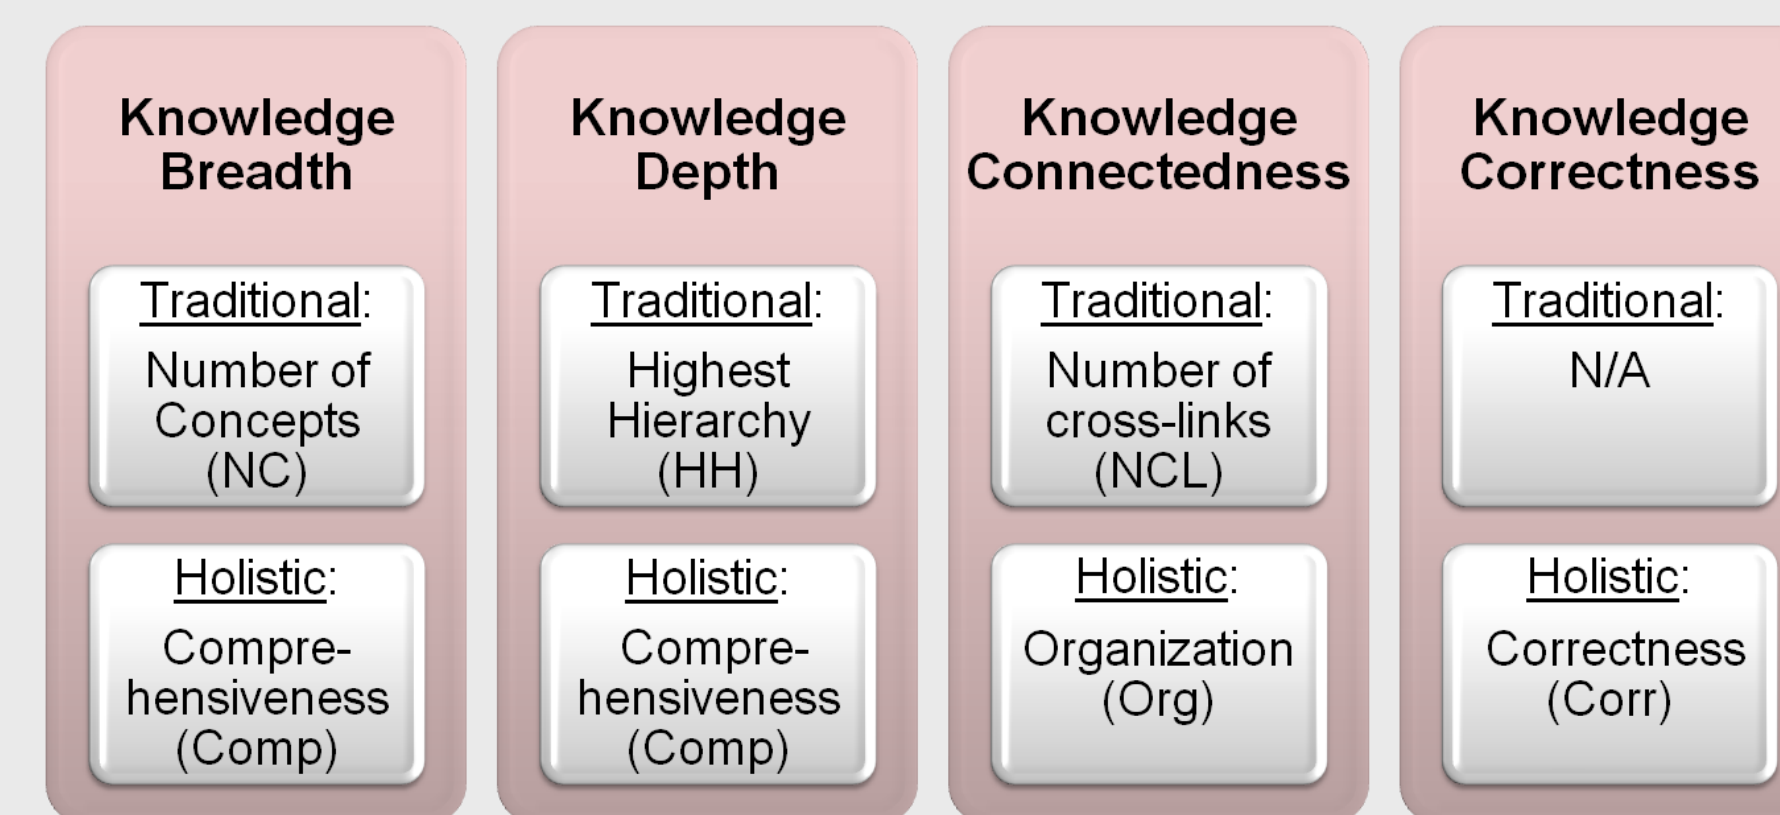 Knowledge
Breadth
Traditional:
Number of
Concepts
(NC)
Holistic:
Compre-
hensiveness
(Comp)
Knowledge
Depth
Traditional:
Highest
Hierarchy
(HH)
Holistic:
Compre-
hensiveness
(Comp)
Knowledge
Connectedness
Traditional:
Number of
cross-links
(NCL)
Holistic:
Organization
(Org)
Knowledge
Correctness
Traditional:
N/A
Holistic:
Correctness
(Corr)